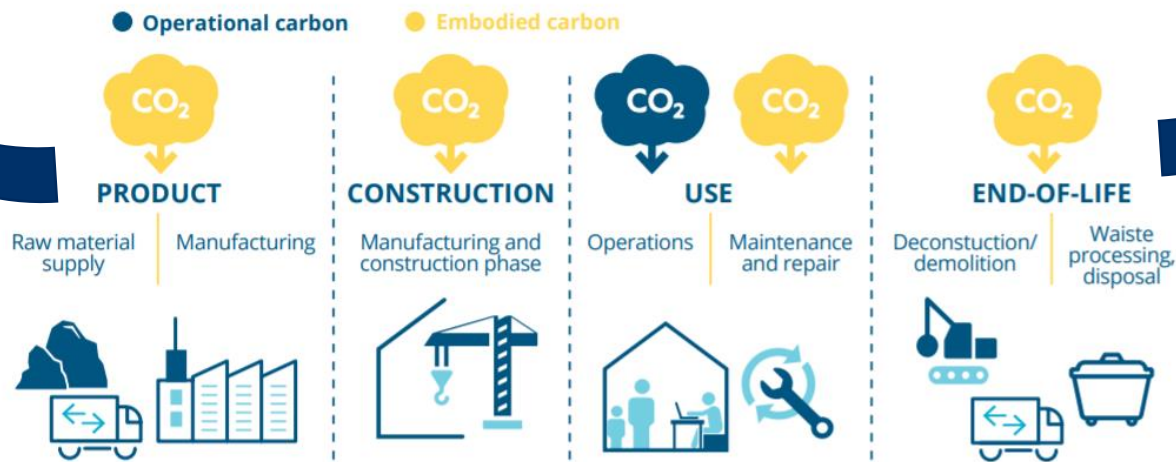 Operational carbon
Embodied carbon
CO₂
CO₂
CO₂
CO₂
CO₂
PRODUCT
CONSTRUCTION
USE
END-OF-LIFE
Raw material
supply
Manufacturing
Manufacturing and
construction phase
Operations
Maintenance
and repair
Deconstuction/
demolition
Waiste
processing,
disposal